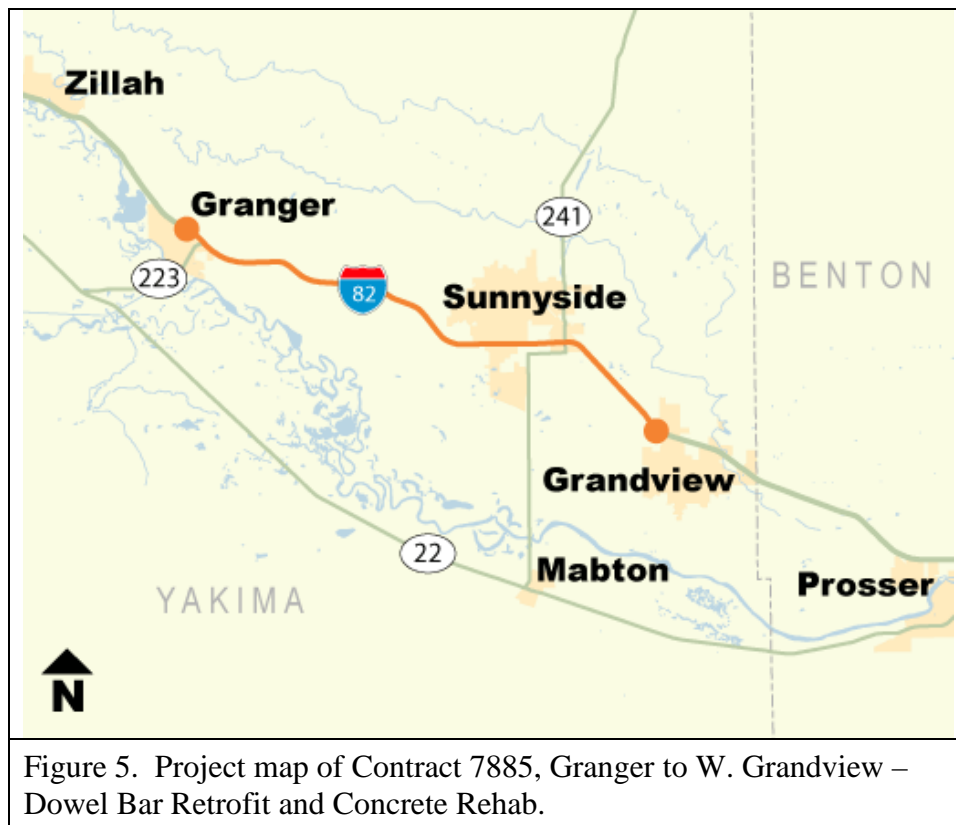 Zillah
Granger
241
223
82
Sunnyside
BENTON
Grandview
22
Mabton
Prosser
YAKIMA
N
Figure 5. Project map of Contract 7885, Granger to W. Grandview –
Dowel Bar Retrofit and Concrete Rehab.